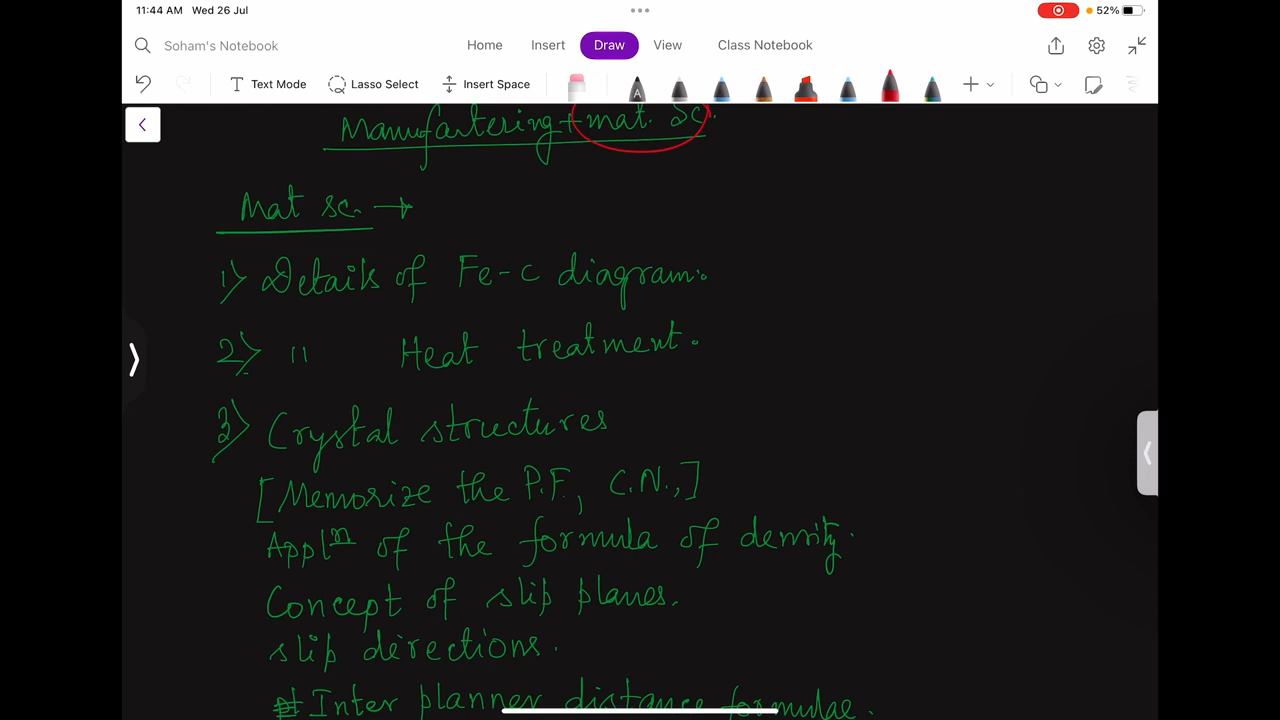 11:44 AM Wed 26 Jul
52%
Soham's Notebook
Home Insert Draw View Class Notebook
Text Mode Lasso Select Insert Space
A
Manufartering + mat. Sc.
Mat sc. →
1) Details of Fe-c diagram.
2) " Heat treatment.
3) Crystal structures
[Memorize the P.F., C.N.,]
Applⁿ of the formula of density.
Concept of slip planes.
slip directions.
# Inter planner distance formulae.